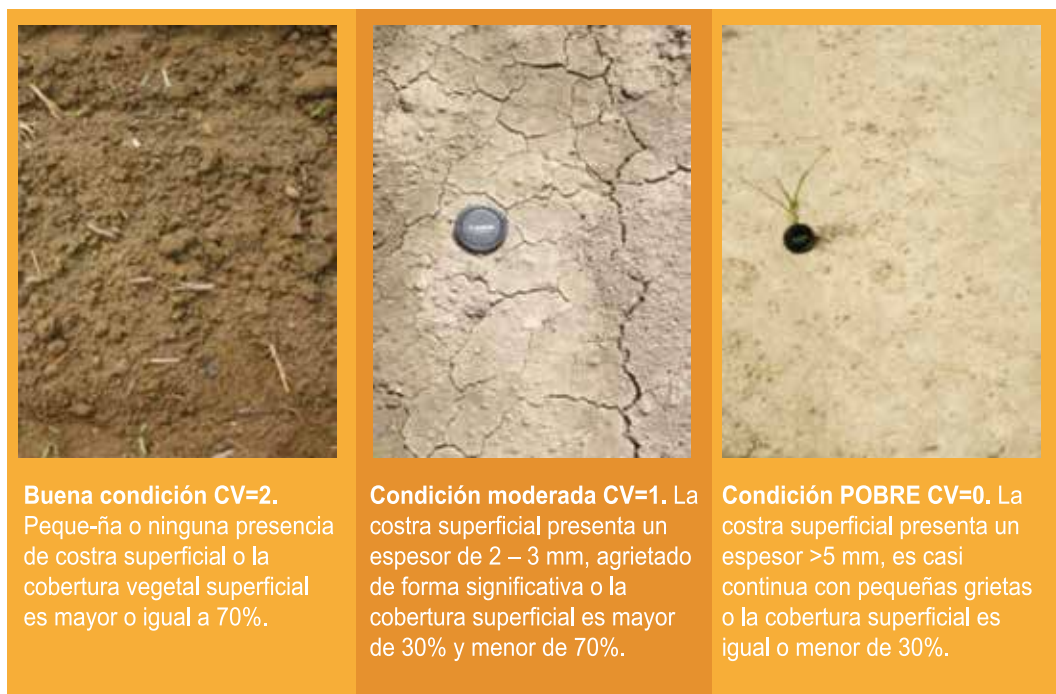 Buena condición CV=2.
Peque-ña o ninguna presencia
de costra superficial o la
cobertura vegetal superficial
es mayor o igual a 70%.
Condición moderada CV=1. La
costra superficial presenta un
espesor de 2 – 3 mm, agrietado
de forma significativa o la
cobertura superficial es mayor
de 30% y menor de 70%.
Condición POBRE CV=0. La
costra superficial presenta un
espesor >5 mm, es casi
continua con pequeñas grietas
o la cobertura superficial es
igual o menor de 30%.